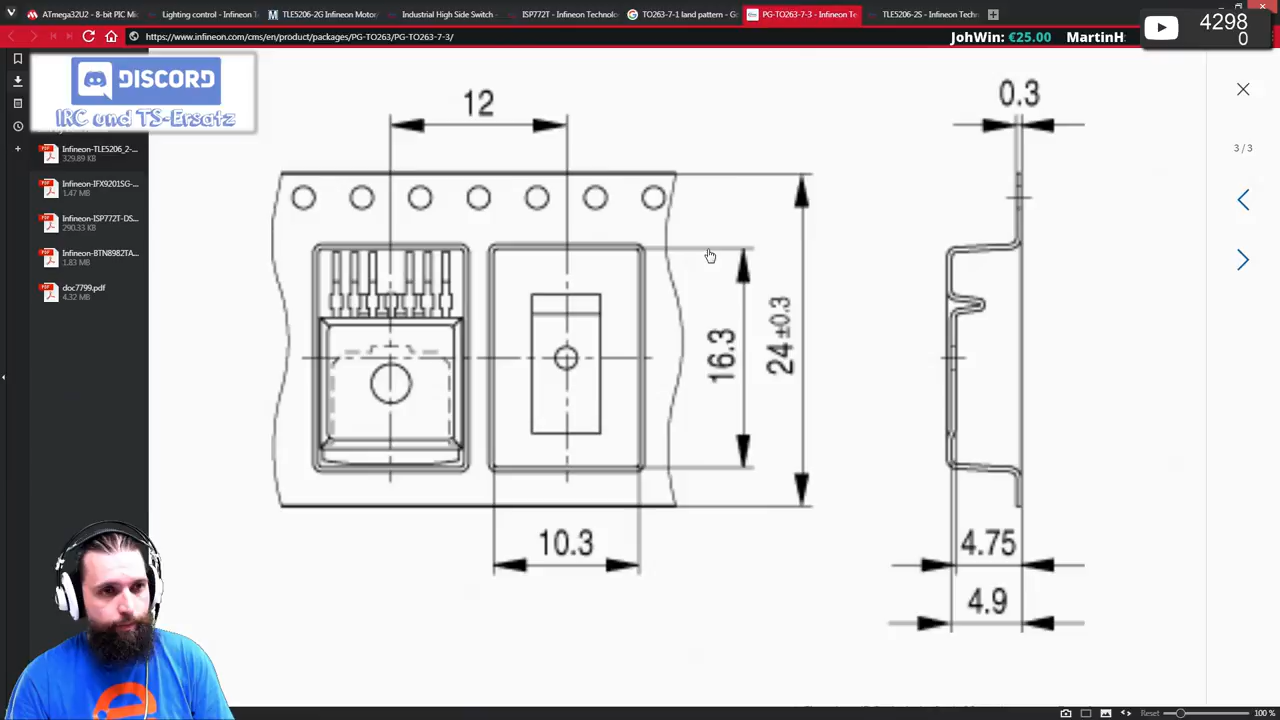 ATmega32U2 - 8-bit PIC Mic
Lighting control - Infineon T
TLE5206-2G Infineon Motor
Industrial High Side Switch -
ISP772T - Infineon Technolo
TO263-7-1 land pattern - Go
PG-TO263-7-3 - Infineon Te
TLE5206-2S - Infineon Techn
https://www.infineon.com/cms/en/product/packages/PG-TO263/PG-TO263-7-3/
JohWin: €25.00 MartinH:
4298
0
DISCORD
IRC und TS-Ersatz
Infineon-TLE5206_2-...
329.89 KB
Infineon-IFX9201SG-...
1.47 MB
Infineon-ISP772T-DS...
290.33 KB
Infineon-BTN8982TA...
1.83 MB
doc7799.pdf
4.32 MB
12
0.3
3 / 3
16.3
24 ±0.3
10.3
4.75
4.9
Reset
100 %